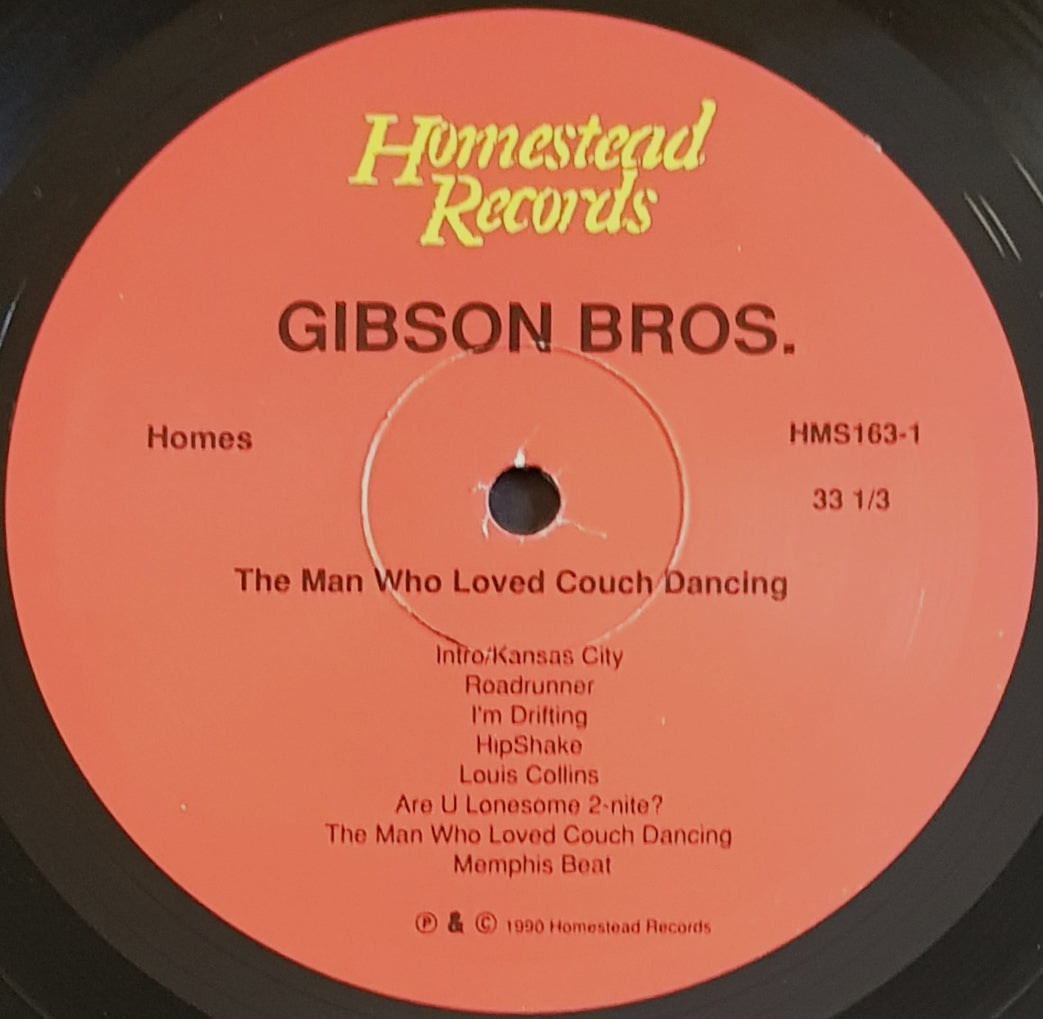 Homestead
Records
GIBSON BROS.
Homes
HMS163-1
33 1/3
The Man Who Loved Couch Dancing
Intro/Kansas City
Roadrunner
I'm Drifting
HipShake
Louis Collins
Are U Lonesome 2-nite?
The Man Who Loved Couch Dancing
Memphis Beat
℗ & © 1990 Homestead Records